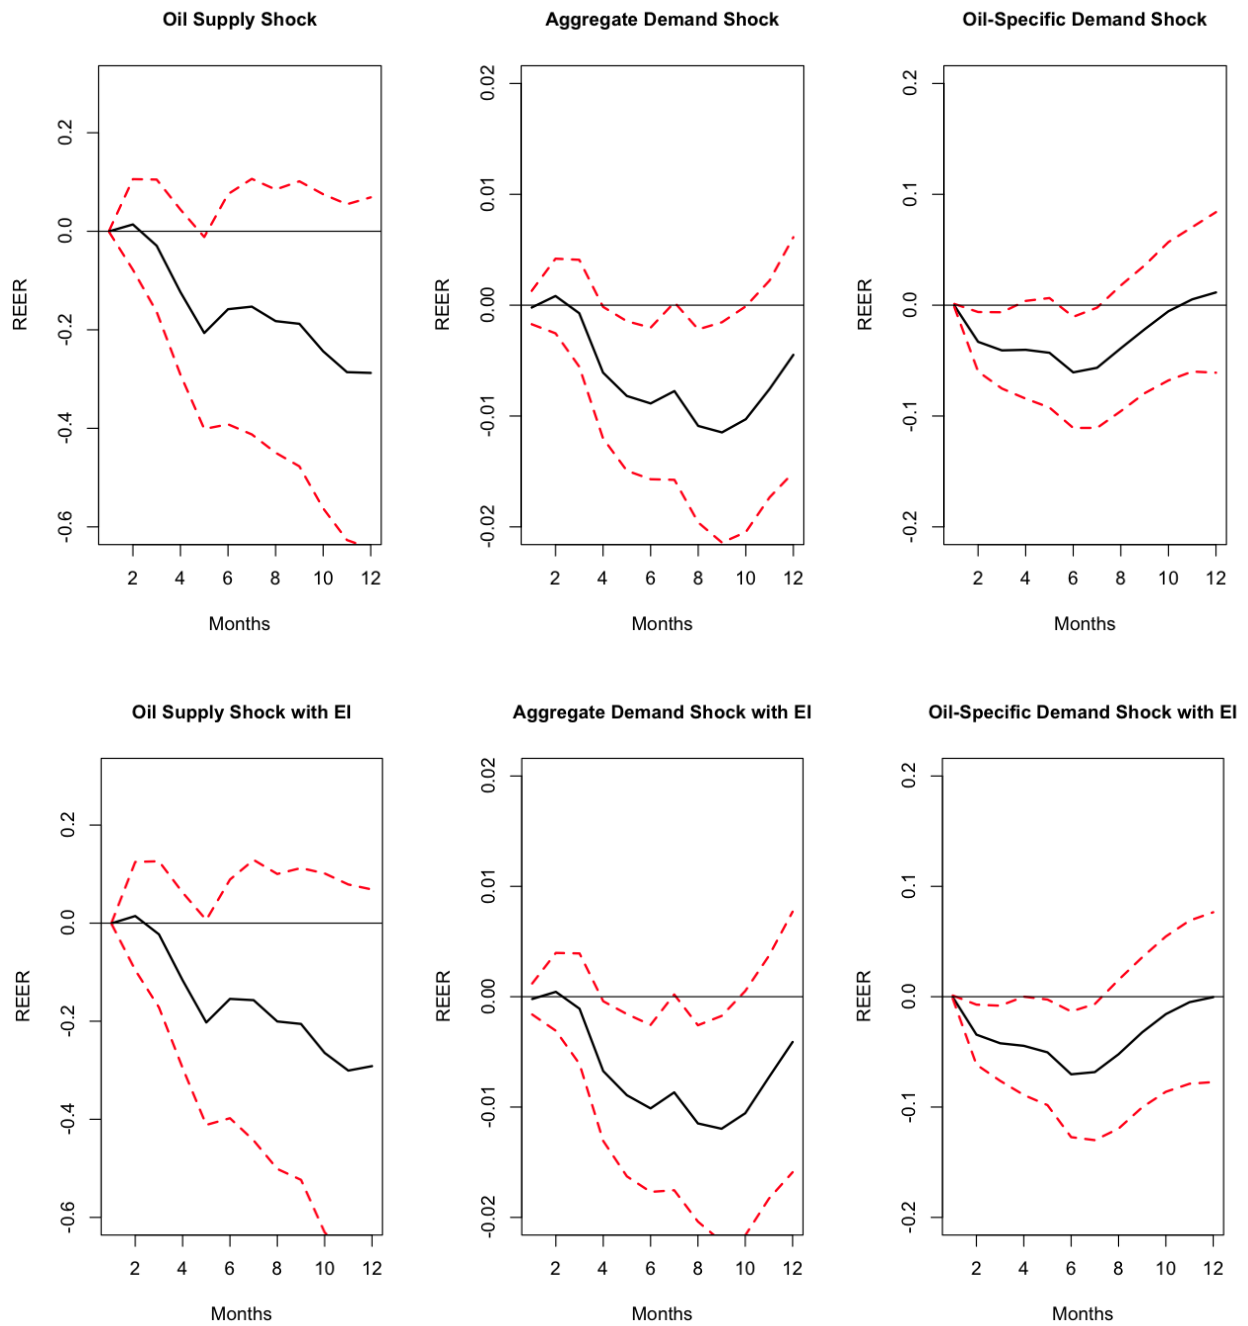 Oil Supply Shock
REER
0.2
0.0
-0.2
-0.4
-0.6
2 4 6 8 10 12
Months
Aggregate Demand Shock
REER
0.02
0.01
0.00
-0.01
-0.02
2 4 6 8 10 12
Months
Oil-Specific Demand Shock
REER
0.2
0.1
0.0
-0.1
-0.2
2 4 6 8 10 12
Months
Oil Supply Shock with EI
REER
0.2
0.0
-0.2
-0.4
-0.6
2 4 6 8 10 12
Months
Aggregate Demand Shock with EI
REER
0.02
0.01
0.00
-0.01
-0.02
2 4 6 8 10 12
Months
Oil-Specific Demand Shock with EI
REER
0.2
0.1
0.0
-0.1
-0.2
2 4 6 8 10 12
Months